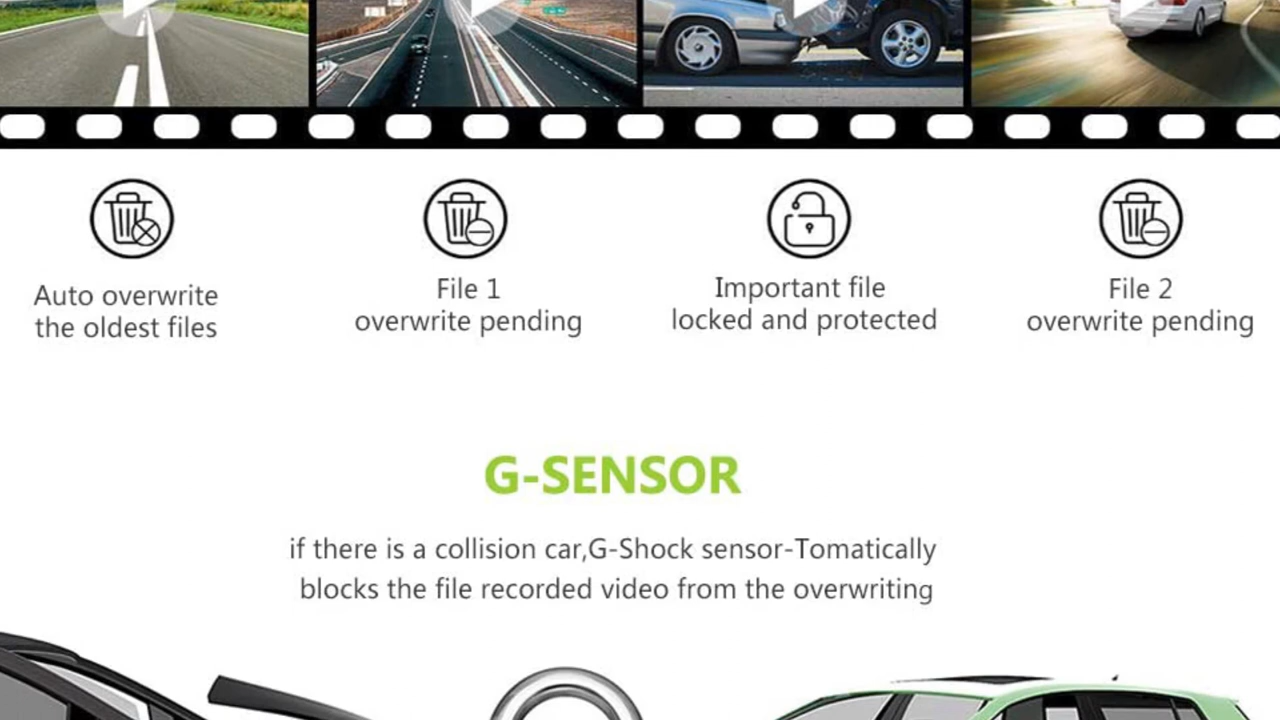 Auto overwrite
the oldest files
File 1
overwrite pending
Important file
locked and protected
File 2
overwrite pending
G-SENSOR
if there is a collision car,G-Shock sensor-Tomatically
blocks the file recorded video from the overwriting